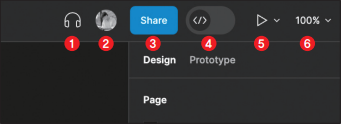 Share </> 100%
1 2 3 4 5 6
Design Prototype
Page